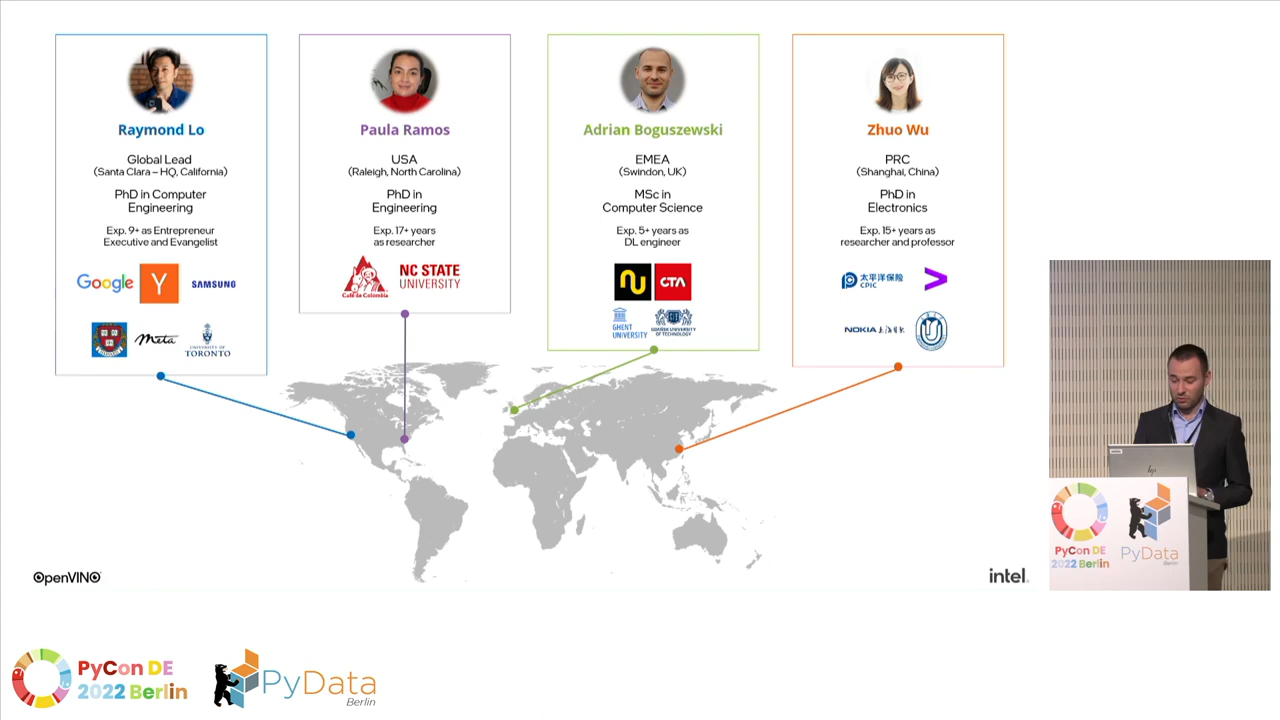 Raymond Lo
Global Lead
(Santa Clara – HQ, California)
PhD in Computer
Engineering
Exp. 9+ as Entrepreneur
Executive and Evangelist
Google
Y
SAMSUNG
Meta
UNIVERSITY OF
TORONTO
Paula Ramos
USA
(Raleigh, North Carolina)
PhD in
Engineering
Exp. 17+ years
as researcher
Café de Colombia
NC STATE
UNIVERSITY
Adrian Boguszewski
EMEA
(Swindon, UK)
MSc in
Computer Science
Exp. 5+ years as
DL engineer
CTA
GHENT
UNIVERSITY
GDAŃSK UNIVERSITY
OF TECHNOLOGY
Zhuo Wu
PRC
(Shanghai, China)
PhD in
Electronics
Exp. 15+ years as
researcher and professor
太平洋保险
CPIC
NOKIA
OpenVINO
intel.
hp
PyCon DE
2022 Berlin
PyData
Berlin
PyCon DE
2022 Berlin
PyData
Berlin